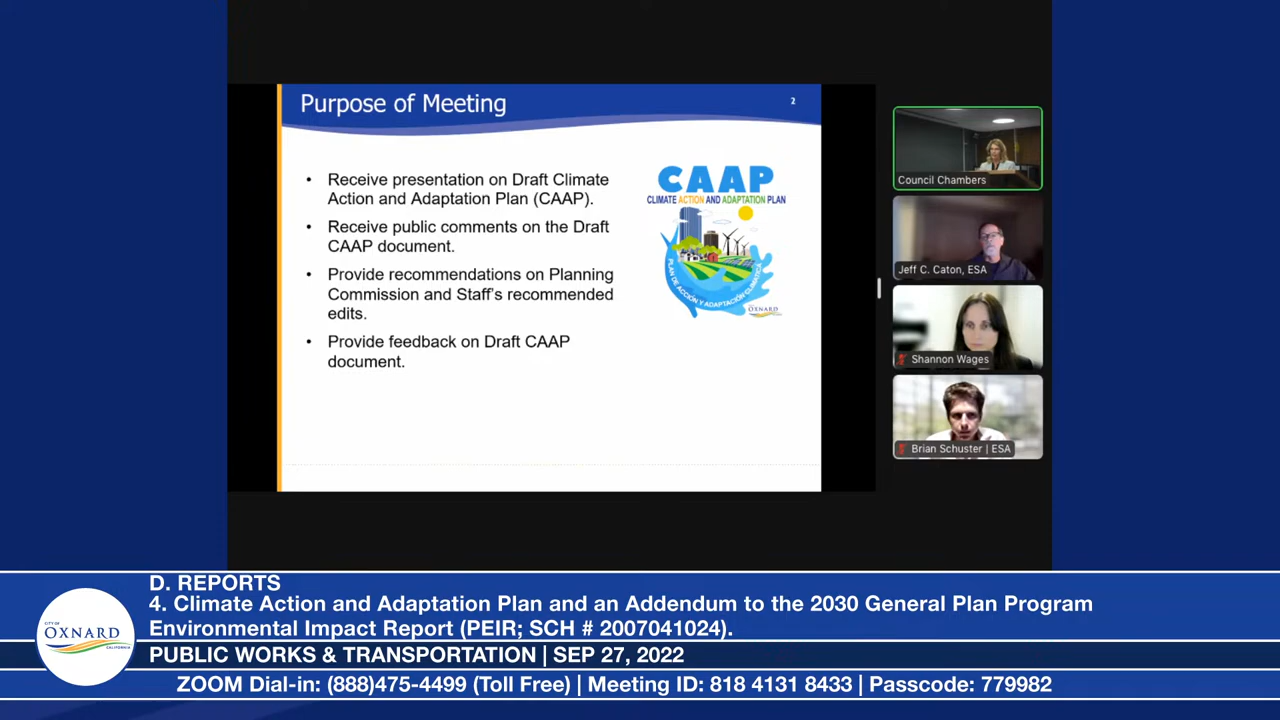 Purpose of Meeting
2
• Receive presentation on Draft Climate
Action and Adaptation Plan (CAAP).
• Receive public comments on the Draft
CAAP document.
• Provide recommendations on Planning
Commission and Staff's recommended
edits.
• Provide feedback on Draft CAAP
document.
CAAP
CLIMATE ACTION AND ADAPTATION PLAN
PLAN DE ACCIÓN Y ADAPTACIÓN CLIMÁTICA
OXNARD
Council Chambers
Jeff C. Caton, ESA
Shannon Wages
Brian Schuster | ESA
D. REPORTS
4. Climate Action and Adaptation Plan and an Addendum to the 2030 General Plan Program
Environmental Impact Report (PEIR; SCH # 2007041024).
CITY OF
OXNARD
CALIFORNIA
PUBLIC WORKS & TRANSPORTATION | SEP 27, 2022
ZOOM Dial-in: (888)475-4499 (Toll Free) | Meeting ID: 818 4131 8433 | Passcode: 779982